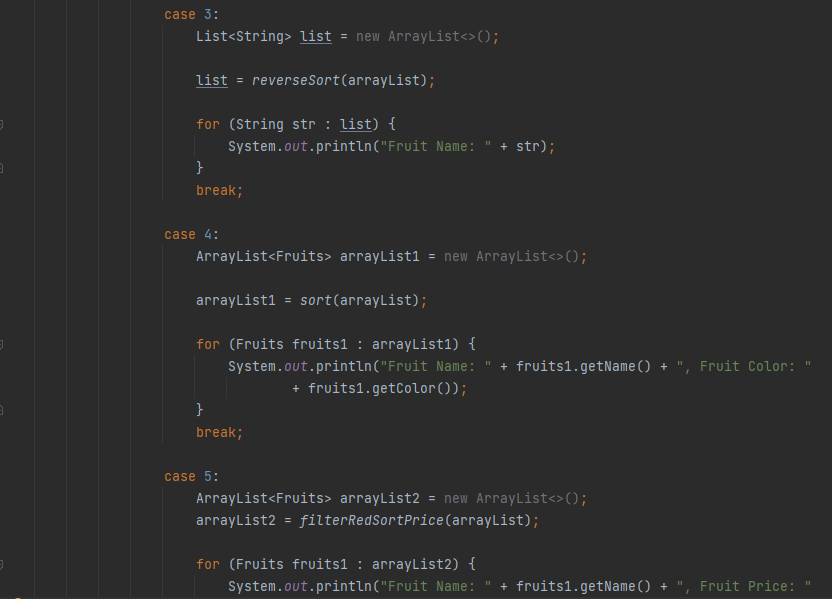 case 3:
List<String> list = new ArrayList<>();
list = reverseSort(arrayList);
for (String str : list) {
System.out.println("Fruit Name: " + str);
}
break;
case 4:
ArrayList<Fruits> arrayList1 = new ArrayList<>();
arrayList1 = sort(arrayList);
for (Fruits fruits1 : arrayList1) {
System.out.println("Fruit Name: " + fruits1.getName() + ", Fruit Color: "
+ fruits1.getColor());
}
break;
case 5:
ArrayList<Fruits> arrayList2 = new ArrayList<>();
arrayList2 = filterRedSortPrice(arrayList);
for (Fruits fruits1 : arrayList2) {
System.out.println("Fruit Name: " + fruits1.getName() + ", Fruit Price: "